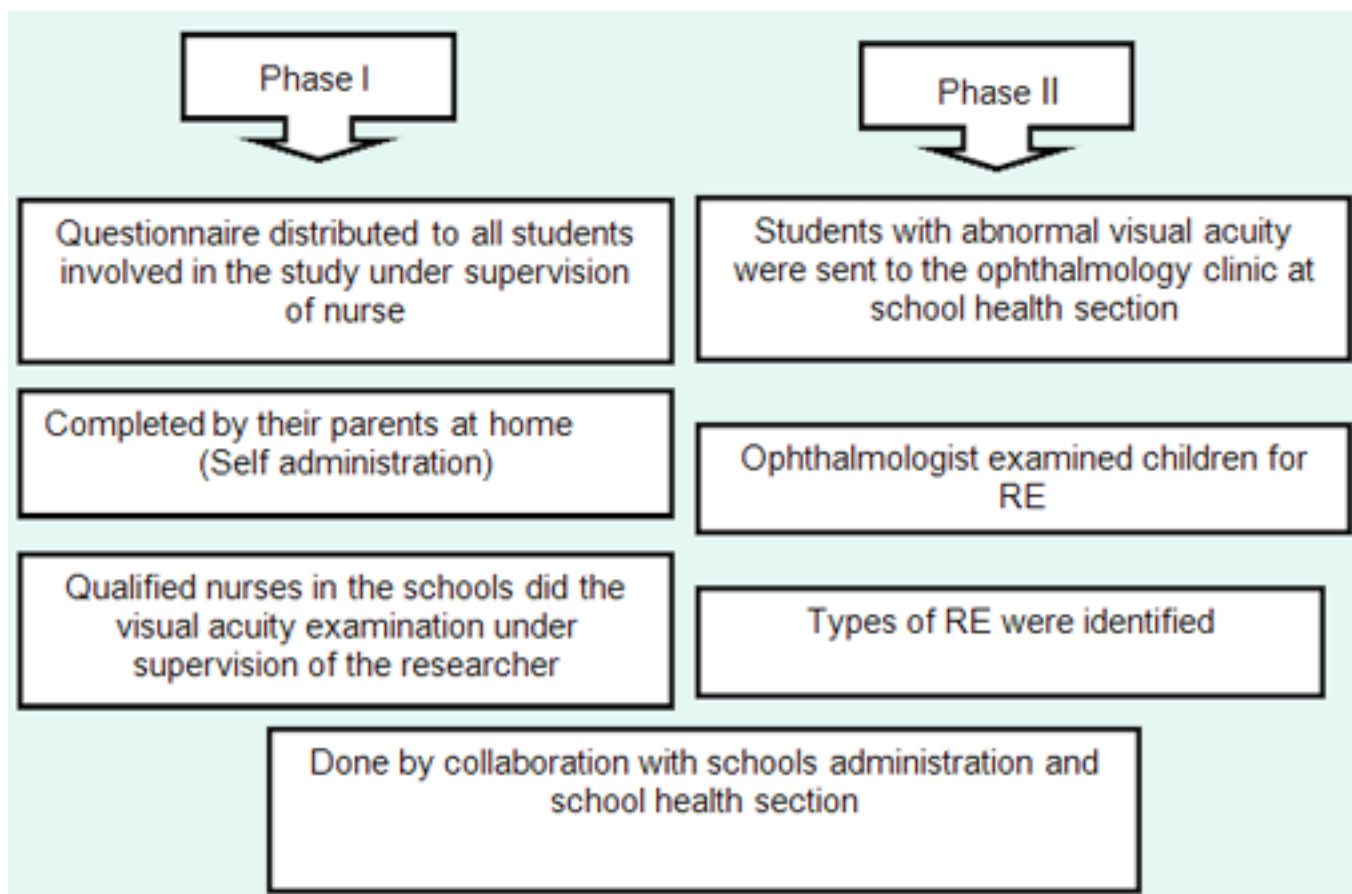 Phase I
Questionnaire distributed to all students
involved in the study under supervision
of nurse
Completed by their parents at home
(Self administration)
Qualified nurses in the schools did the
visual acuity examination under
supervision of the researcher
Phase II
Students with abnormal visual acuity
were sent to the ophthalmology clinic at
school health section
Ophthalmologist examined children for
RE
Types of RE were identified
Done by collaboration with schools administration and
school health section